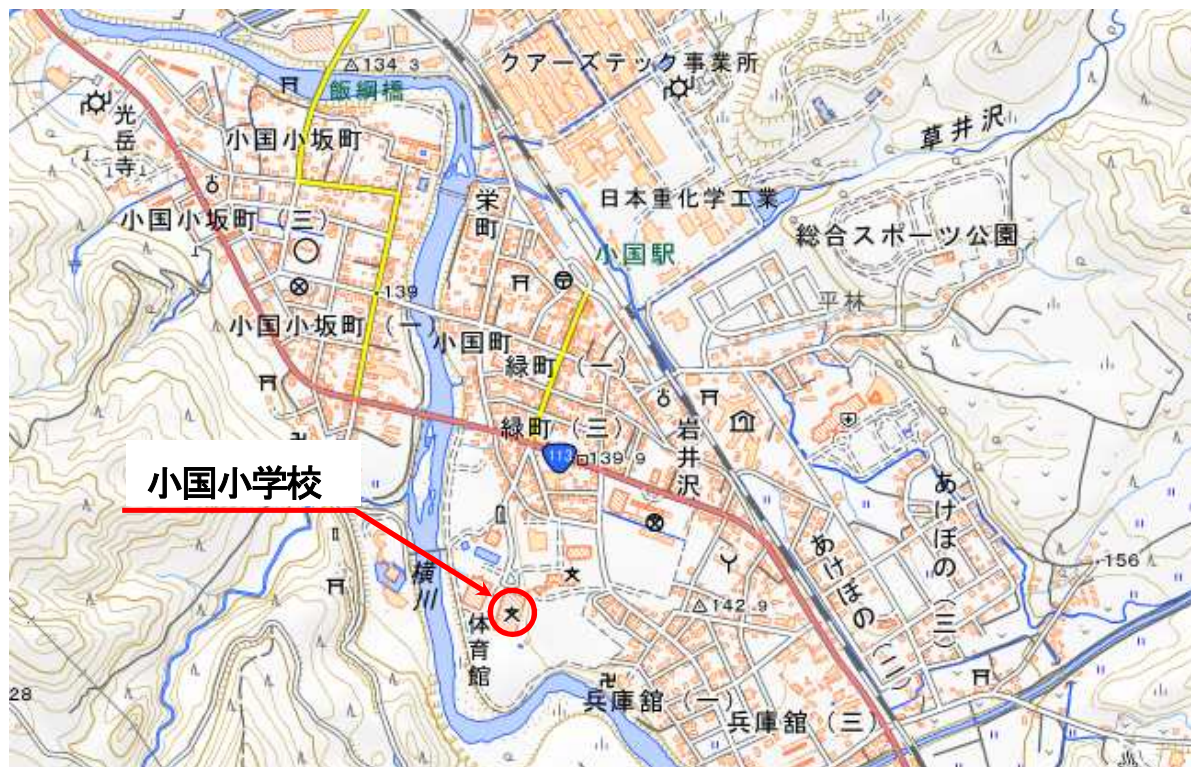 クアーズテック事業所
134.3
飯綱橋
光岳寺
小国小坂町
草井沢
日本重化学工業
栄町
小国小坂町（三）
総合スポーツ公園
小国駅
平林
139
小国小坂町（一）
小国町
緑町（一）
緑町（三）
岩井沢
113
139.9
小国小学校
あけぼの（三）
あけぼの（二）
156
横川
142.9
体育館
28
兵庫舘（一）
兵庫舘（三）